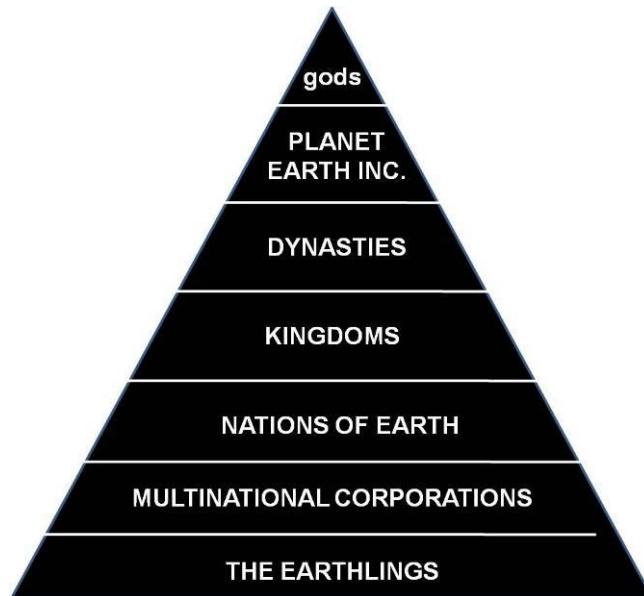 gods
PLANET
EARTH INC.
DYNASTIES
KINGDOMS
NATIONS OF EARTH
MULTINATIONAL CORPORATIONS
THE EARTHLINGS